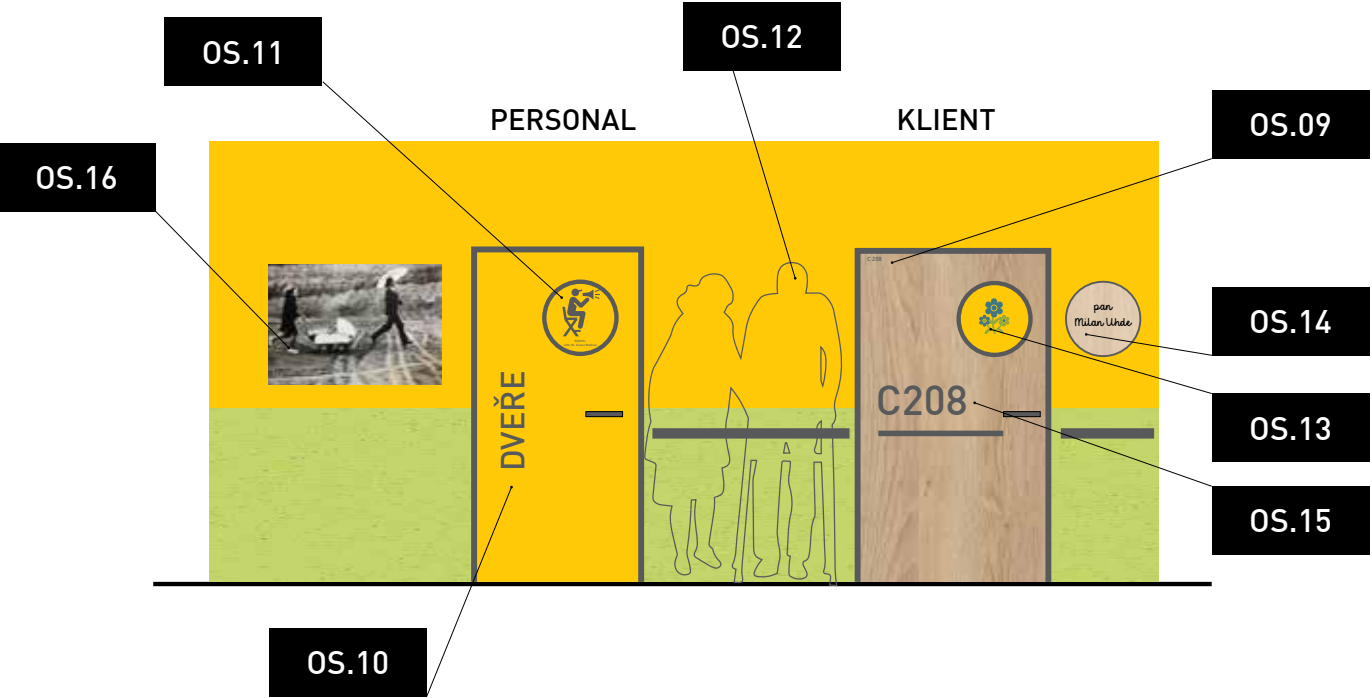 OS.11
OS.12
PERSONAL
KLIENT
OS.09
OS.16
C208
pan
Milan Uhde
OS.14
DVEŘE
C208
OS.13
OS.15
OS.10